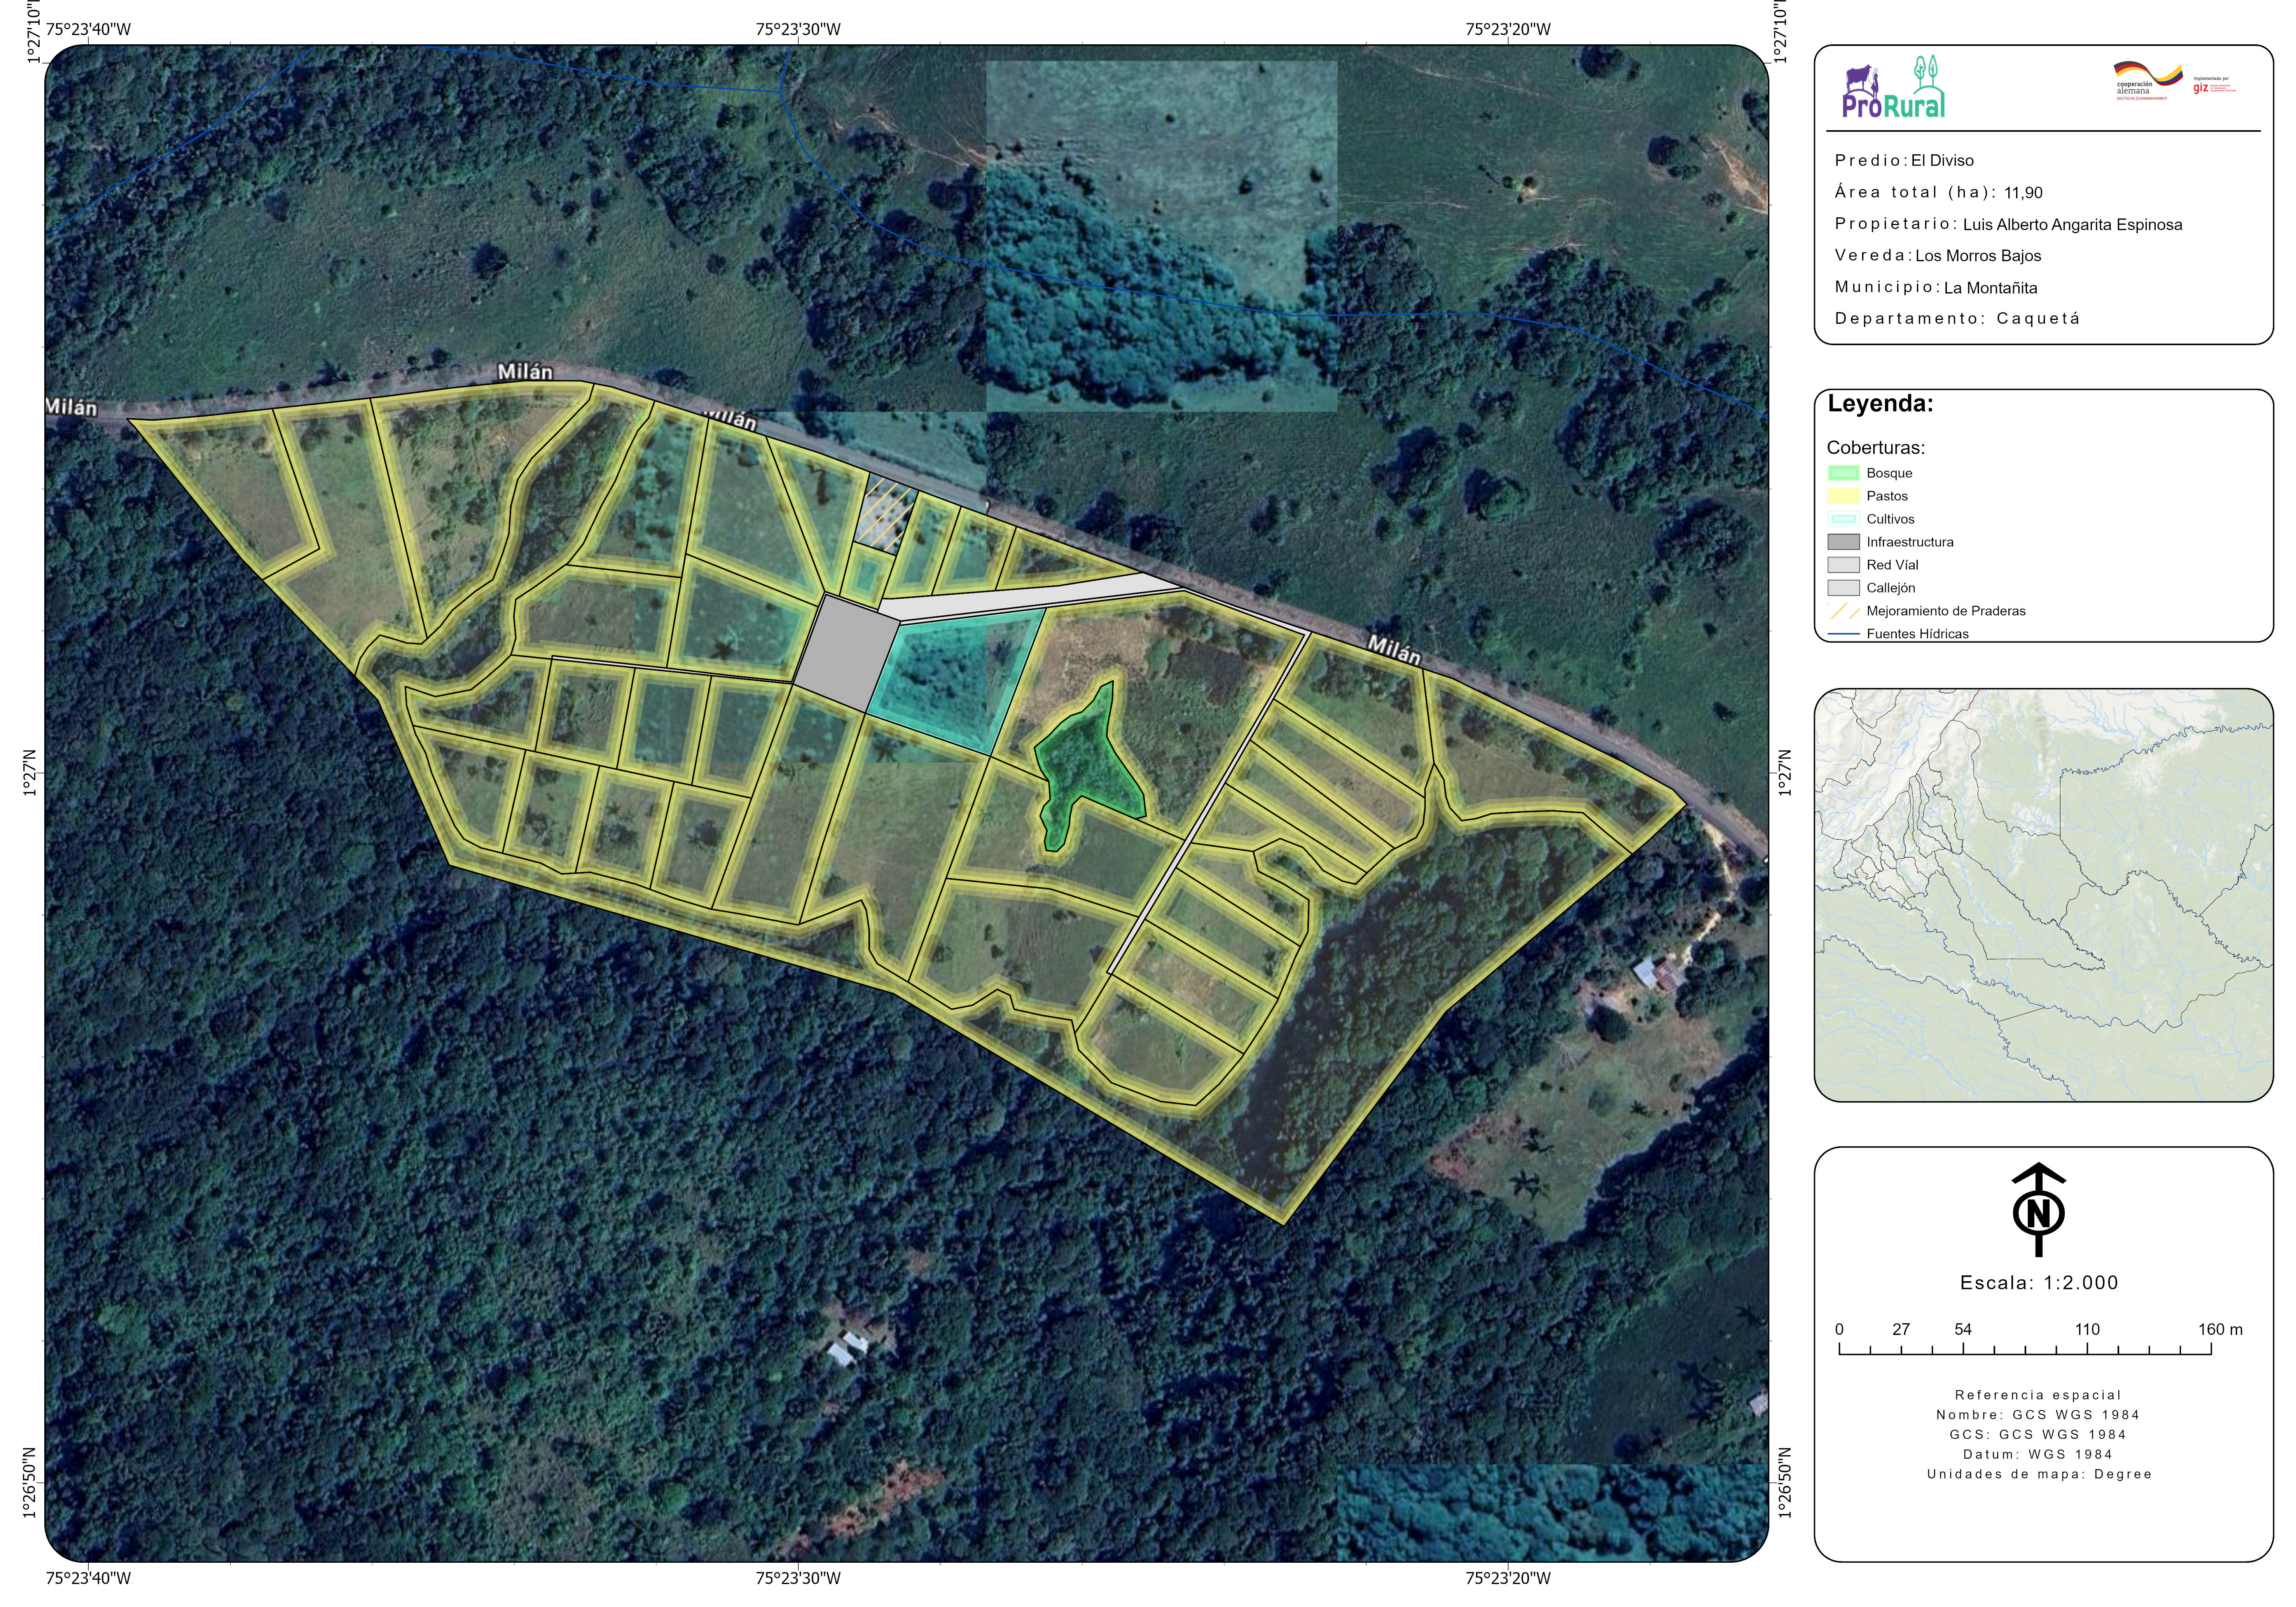 75°23'40"W
75°23'30"W
75°23'20"W
1°27'10"
1°27'10"
1°27'N
1°27'N
1°26'50"N
1°26'50"N
75°23'40"W
75°23'30"W
75°23'20"W
Milán
Milán
Milán
Milán
ProRural
cooperación
alemana
DEUTSCHE ZUSAMMENARBEIT
Implementada por
giz
Predio: El Diviso
Área total (ha): 11,90
Propietario: Luis Alberto Angarita Espinosa
Vereda: Los Morros Bajos
Municipio: La Montañita
Departamento: Caquetá
Leyenda:
Coberturas:
Bosque
Pastos
Cultivos
Infraestructura
Red Víal
Callejón
Mejoramiento de Praderas
Fuentes Hídricas
N
Escala: 1:2.000
0 27 54 110 160 m
Referencia espacial
Nombre: GCS WGS 1984
GCS: GCS WGS 1984
Datum: WGS 1984
Unidades de mapa: Degree